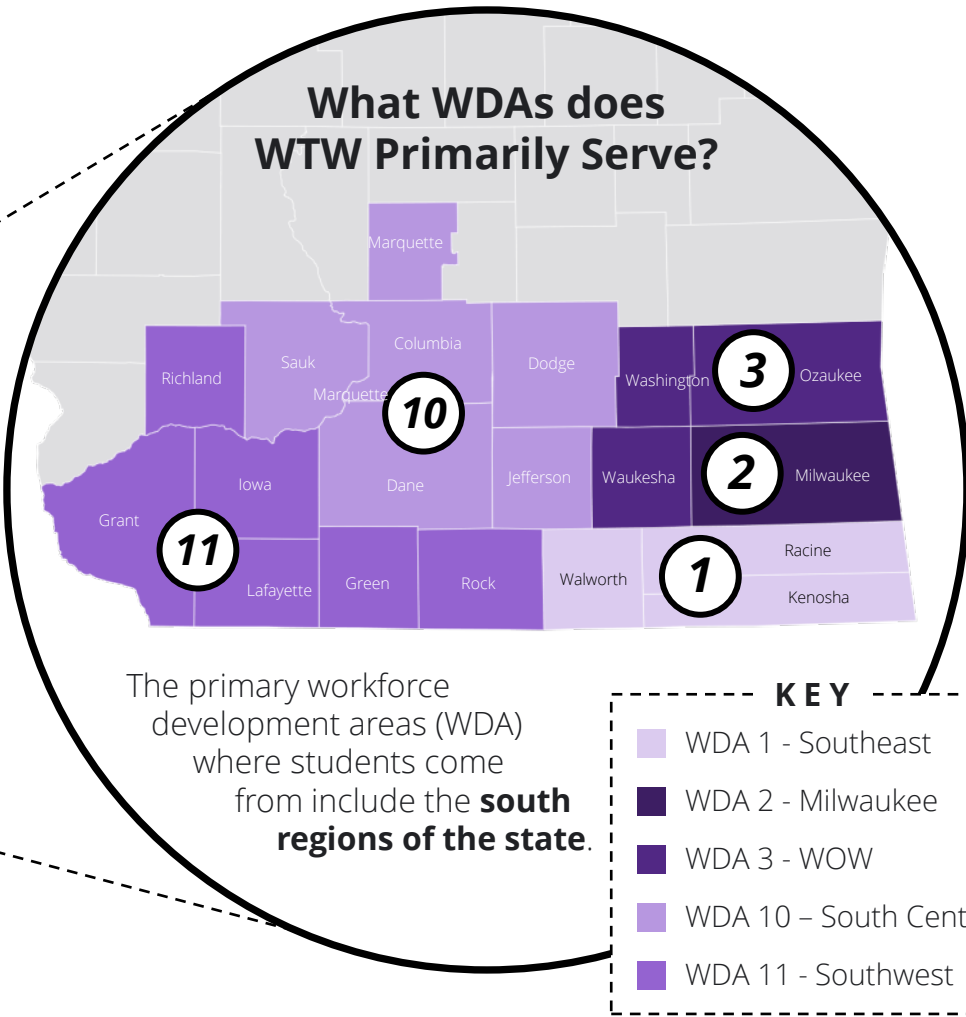 What WDAs does
WTW Primarily Serve?
Marquette
Columbia
Sauk
Dodge
Richland
Washington
3
Ozaukee
Marquette
10
Iowa
Dane
Jefferson
Waukesha
2
Milwaukee
Grant
11
Lafayette
Green
Rock
Walworth
1
Racine
Kenosha
The primary workforce
development areas (WDA)
where students come
from include the south
regions of the state.
KEY
WDA 1 - Southeast
WDA 2 - Milwaukee
WDA 3 - WOW
WDA 10 – South Cent
WDA 11 - Southwest